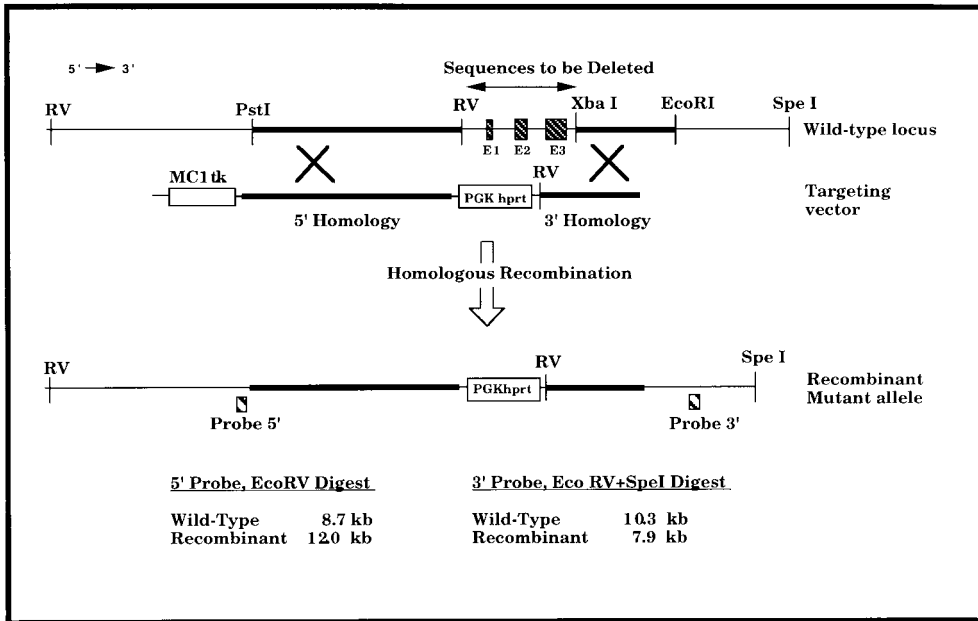 5' 3'
Sequences to be Deleted
RV PstI RV Xba I EcoRI Spe I
Wild-type locus
E1 E2 E3
MC1tk RV
PGK hprt
Targeting
vector
5' Homology 3' Homology
Homologous Recombination
RV RV Spe I
PGKhprt
Recombinant
Mutant allele
Probe 5' Probe 3'
5' Probe, EcoRV Digest
Wild-Type 8.7 kb
Recombinant 12.0 kb
3' Probe, Eco RV+SpeI Digest
Wild-Type 10.3 kb
Recombinant 7.9 kb